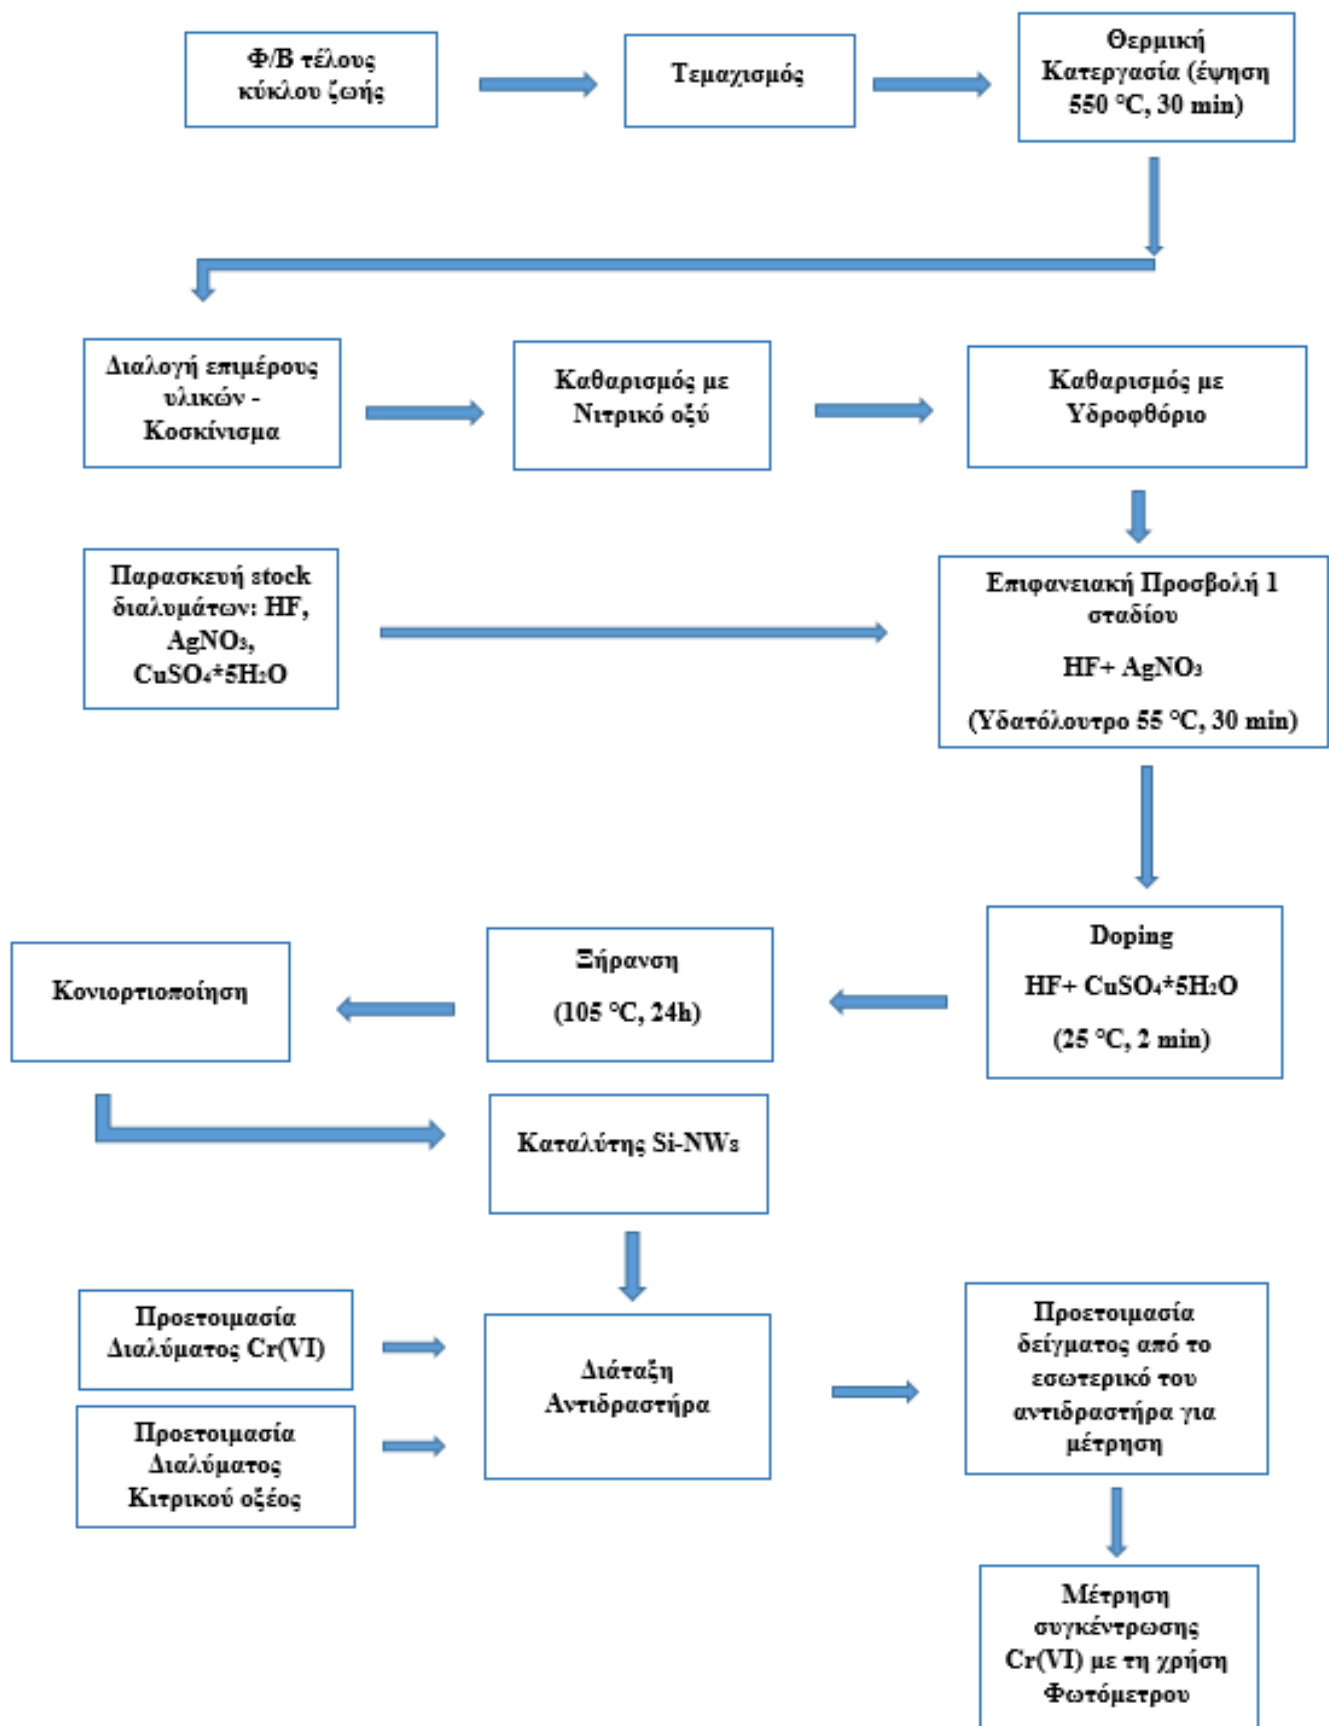 Φ/Β τέλους
κύκλου ζωής
Τεμαχισμός
Θερμική
Κατεργασία (έψηση
550 °C, 30 min)
Διαλογή επιμέρους
υλικών -
Κοσκίνισμα
Καθαρισμός με
Νιτρικό οξύ
Καθαρισμός με
Υδροφθόριο
Παρασκευή stock
διαλυμάτων: HF,
AgNO₃,
CuSO₄*5H₂O
Επιφανειακή Προσβολή 1
σταδίου
HF+ AgNO₃
(Υδατόλουτρο 55 °C, 30 min)
Doping
HF+ CuSO₄*5H₂O
(25 °C, 2 min)
Ξήρανση
(105 °C, 24h)
Κονιορτιοποίηση
Καταλύτης Si-NWs
Προετοιμασία
Διαλύματος Cr(VI)
Προετοιμασία
Διαλύματος
Κιτρικού οξέος
Διάταξη
Αντιδραστήρα
Προετοιμασία
δείγματος από το
εσωτερικό του
αντιδραστήρα για
μέτρηση
Μέτρηση
συγκέντρωσης
Cr(VI) με τη χρήση
Φωτόμετρου